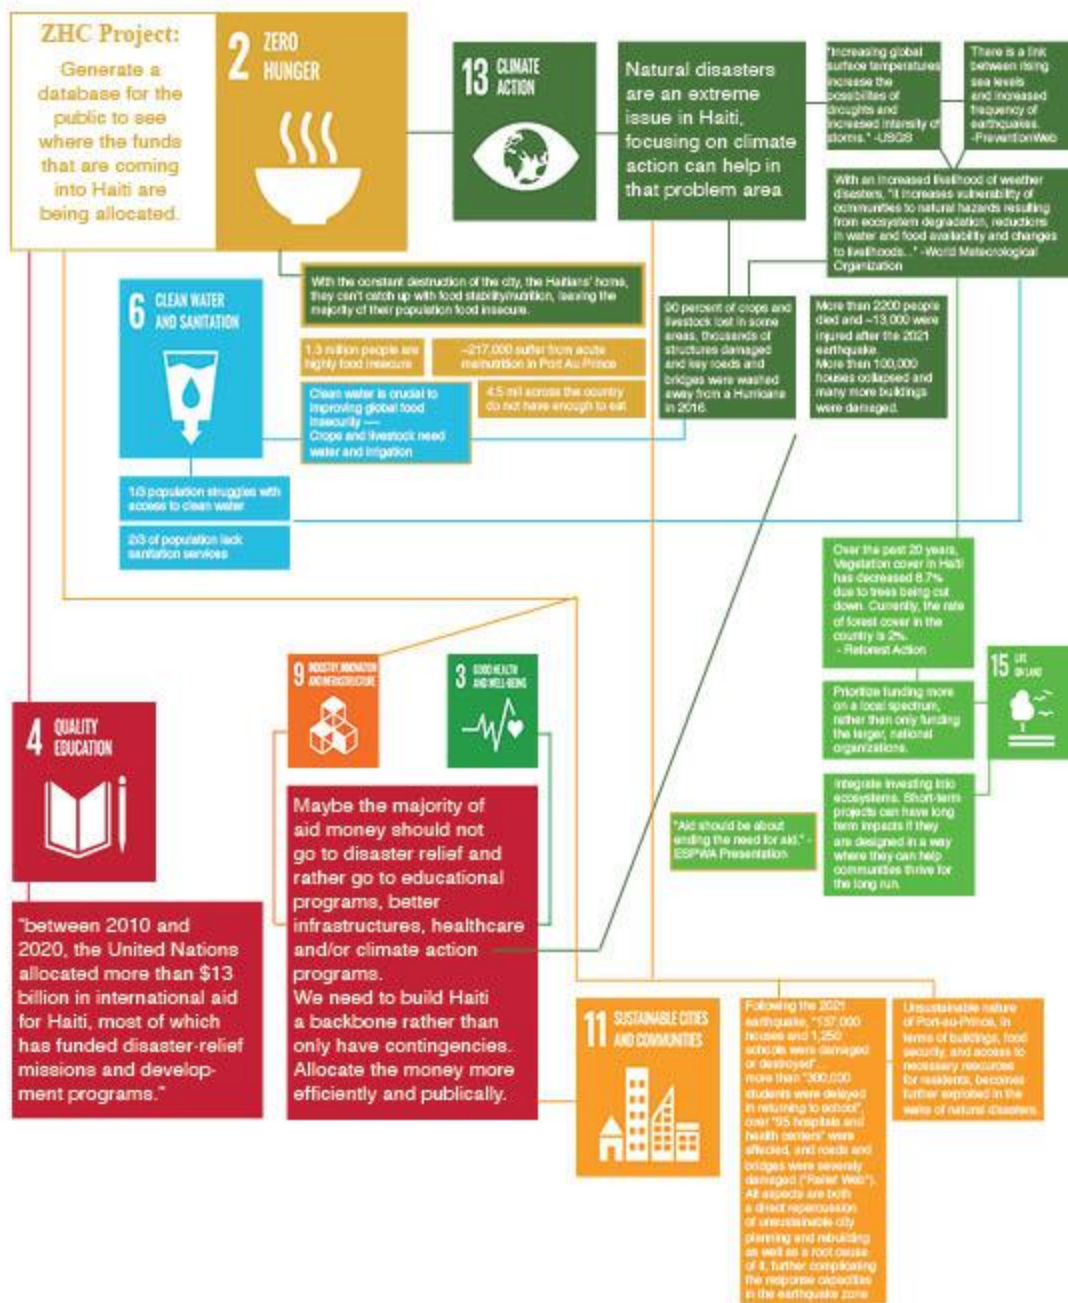 ZHC Project:
Generate a
database for the
public to see
where the funds
that are coming
into Haiti are
being allocated.
2 ZERO
HUNGER
13 CLIMATE
ACTION
Natural disasters
are an extreme
issue in Haiti,
focusing on climate
action can help in
that problem area
"Increasing global
surface temperatures
increase the
possibilites of
droughts and
increased intensity of
storms." -USGS
There is a link
between rising
sea levels
and increased
frequency of
earthquakes.
-PreventionWeb
With an increased likelihood of weather
disasters, "it increases vulnerability of
communities to natural hazards resulting
from ecosystem degradation, reductions
in water and food availability and changes
to livelihoods..." -World Meteorological
Organization
With the constant destruction of the city, the Haitians' home,
they can't catch up with food stability/nutrition, leaving the
majority of their population food insecure.
1.3 million people are
highly food insecure
~217,000 suffer from acute
malnutrition in Port Au Prince
Clean water is crucial to
improving global food
insecurity —
Crops and livestock need
water and irrigation
4.5 mil across the country
do not have enough to eat
90 percent of crops and
livestock lost in some
areas, thousands of
structures damaged
and key roads and
bridges were washed
away from a Hurricane
in 2016.
More than 2200 people
died and ~13,000 were
injured after the 2021
earthquake.
More than 100,000
houses collapsed and
many more buildings
were damaged.
6 CLEAN WATER
AND SANITATION
1/3 population struggles with
access to clean water
2/3 of population lack
sanitation services
Over the past 20 years,
Vegetation cover in Haiti
has decreased 8.7%
due to trees being cut
down. Currently, the rate
of forest cover in the
country is 2%.
- Reforest Action
15 LIFE
ON LAND
Prioritize funding more
on a local spectrum,
rather than only funding
the larger, national
organizations.
Integrate investing into
ecosystems. Short-term
projects can have long
term impacts if they
are designed in a way
where they can help
communities thrive for
the long run.
"Aid should be about
ending the need for aid," -
ESPWA Presentation
9 INDUSTRY, INNOVATION
AND INFRASTRUCTURE
3 GOOD HEALTH
AND WELL-BEING
4 QUALITY
EDUCATION
Maybe the majority of
aid money should not
go to disaster relief and
rather go to educational
programs, better
infrastructures, healthcare
and/or climate action
programs.
We need to build Haiti
a backbone rather than
only have contingencies.
Allocate the money more
efficiently and publically.
"between 2010 and
2020, the United Nations
allocated more than $13
billion in international aid
for Haiti, most of which
has funded disaster-relief
missions and develop-
ment programs."
11 SUSTAINABLE CITIES
AND COMMUNITIES
Following the 2021
earthquake, "137,000
houses and 1,250
schools were damaged
or destroyed"
more than "300,000
students were delayed
in returning to school",
over "95 hospitals and
health centers" were
affected, and roads and
bridges were severely
damaged ("Relief Web").
All aspects are both
a direct repercussion
of unsustainable city
planning and rebuilding
as well as a root cause
of it, further complicating
the response capacities
in the earthquake zone
Unsustainable nature
of Port-au-Prince, in
terms of buildings, food
security, and access to
necessary resources
for residents, becomes
further exploited in the
wake of natural disasters.